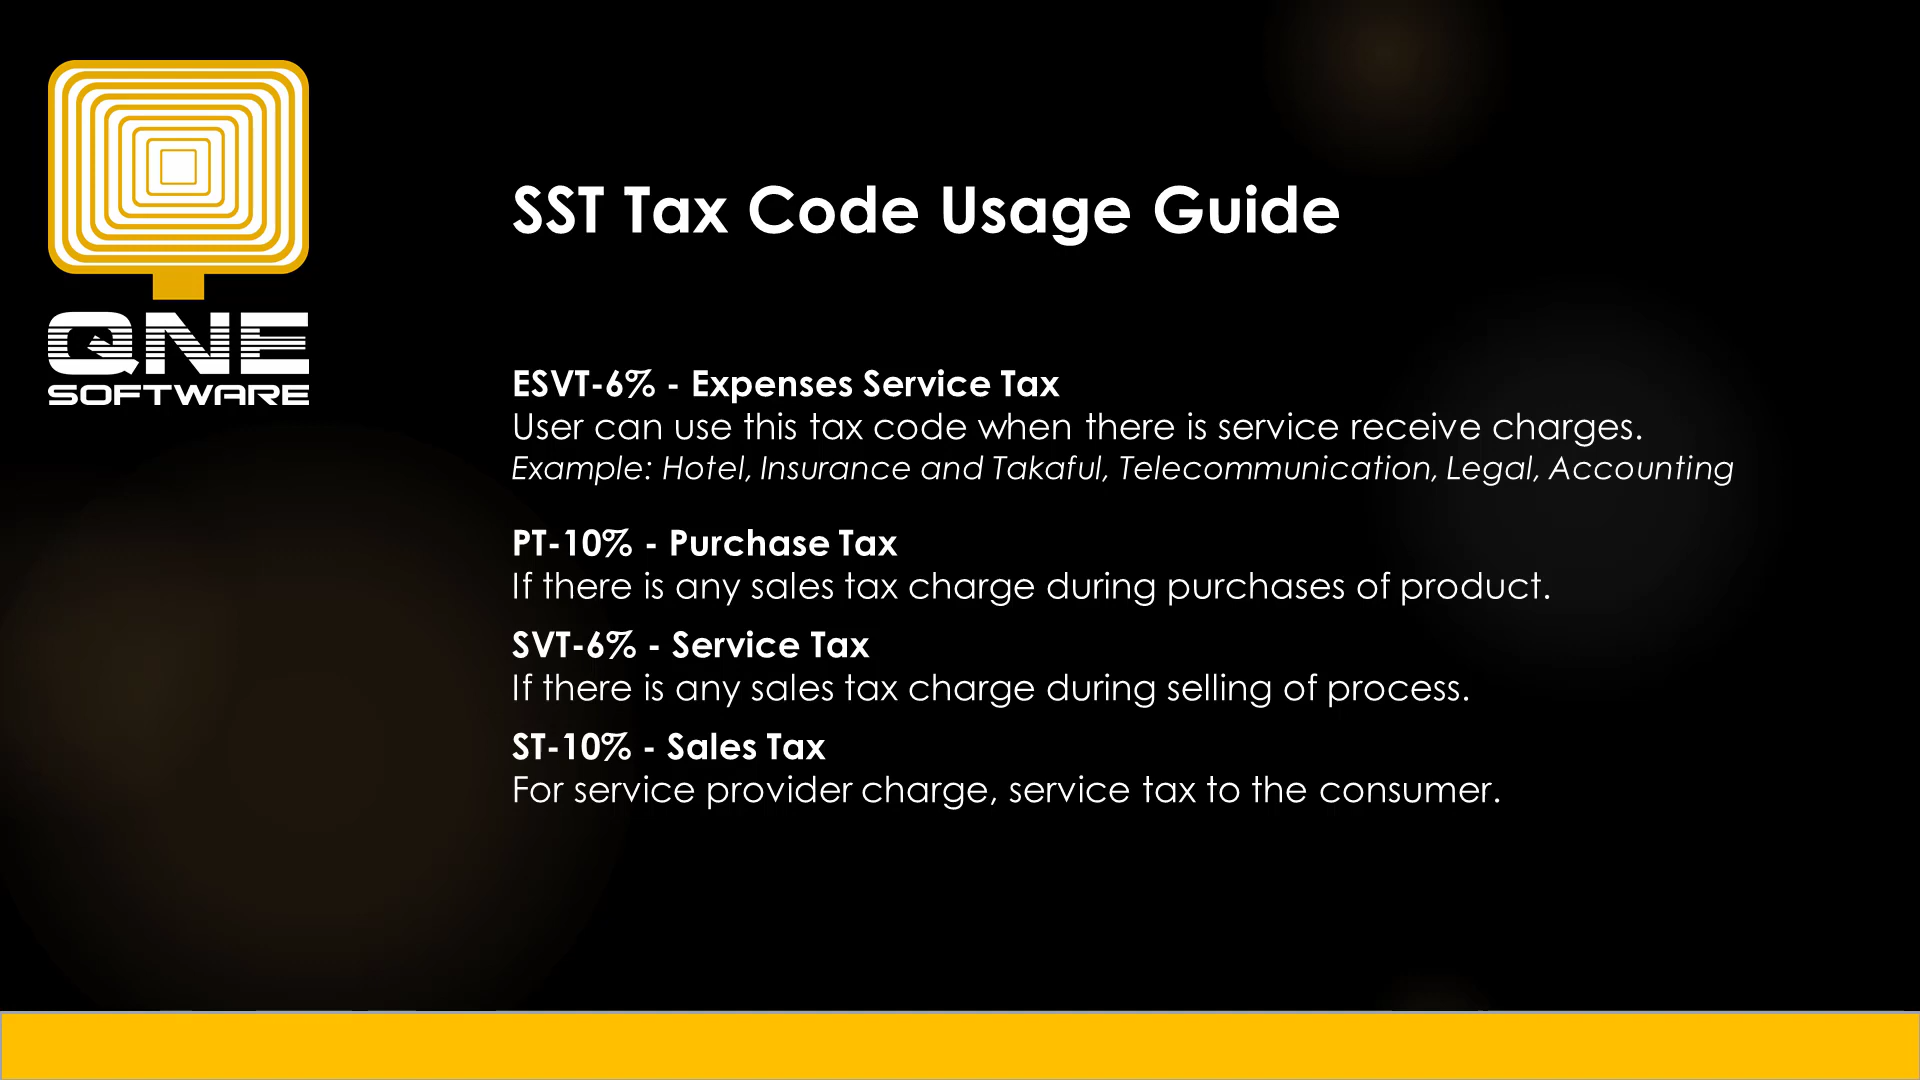 QNE
SOFTWARE
SST Tax Code Usage Guide
ESVT-6% - Expenses Service Tax
User can use this tax code when there is service receive charges.
Example: Hotel, Insurance and Takaful, Telecommunication, Legal, Accounting
PT-10% - Purchase Tax
If there is any sales tax charge during purchases of product.
SVT-6% - Service Tax
If there is any sales tax charge during selling of process.
ST-10% - Sales Tax
For service provider charge, service tax to the consumer.